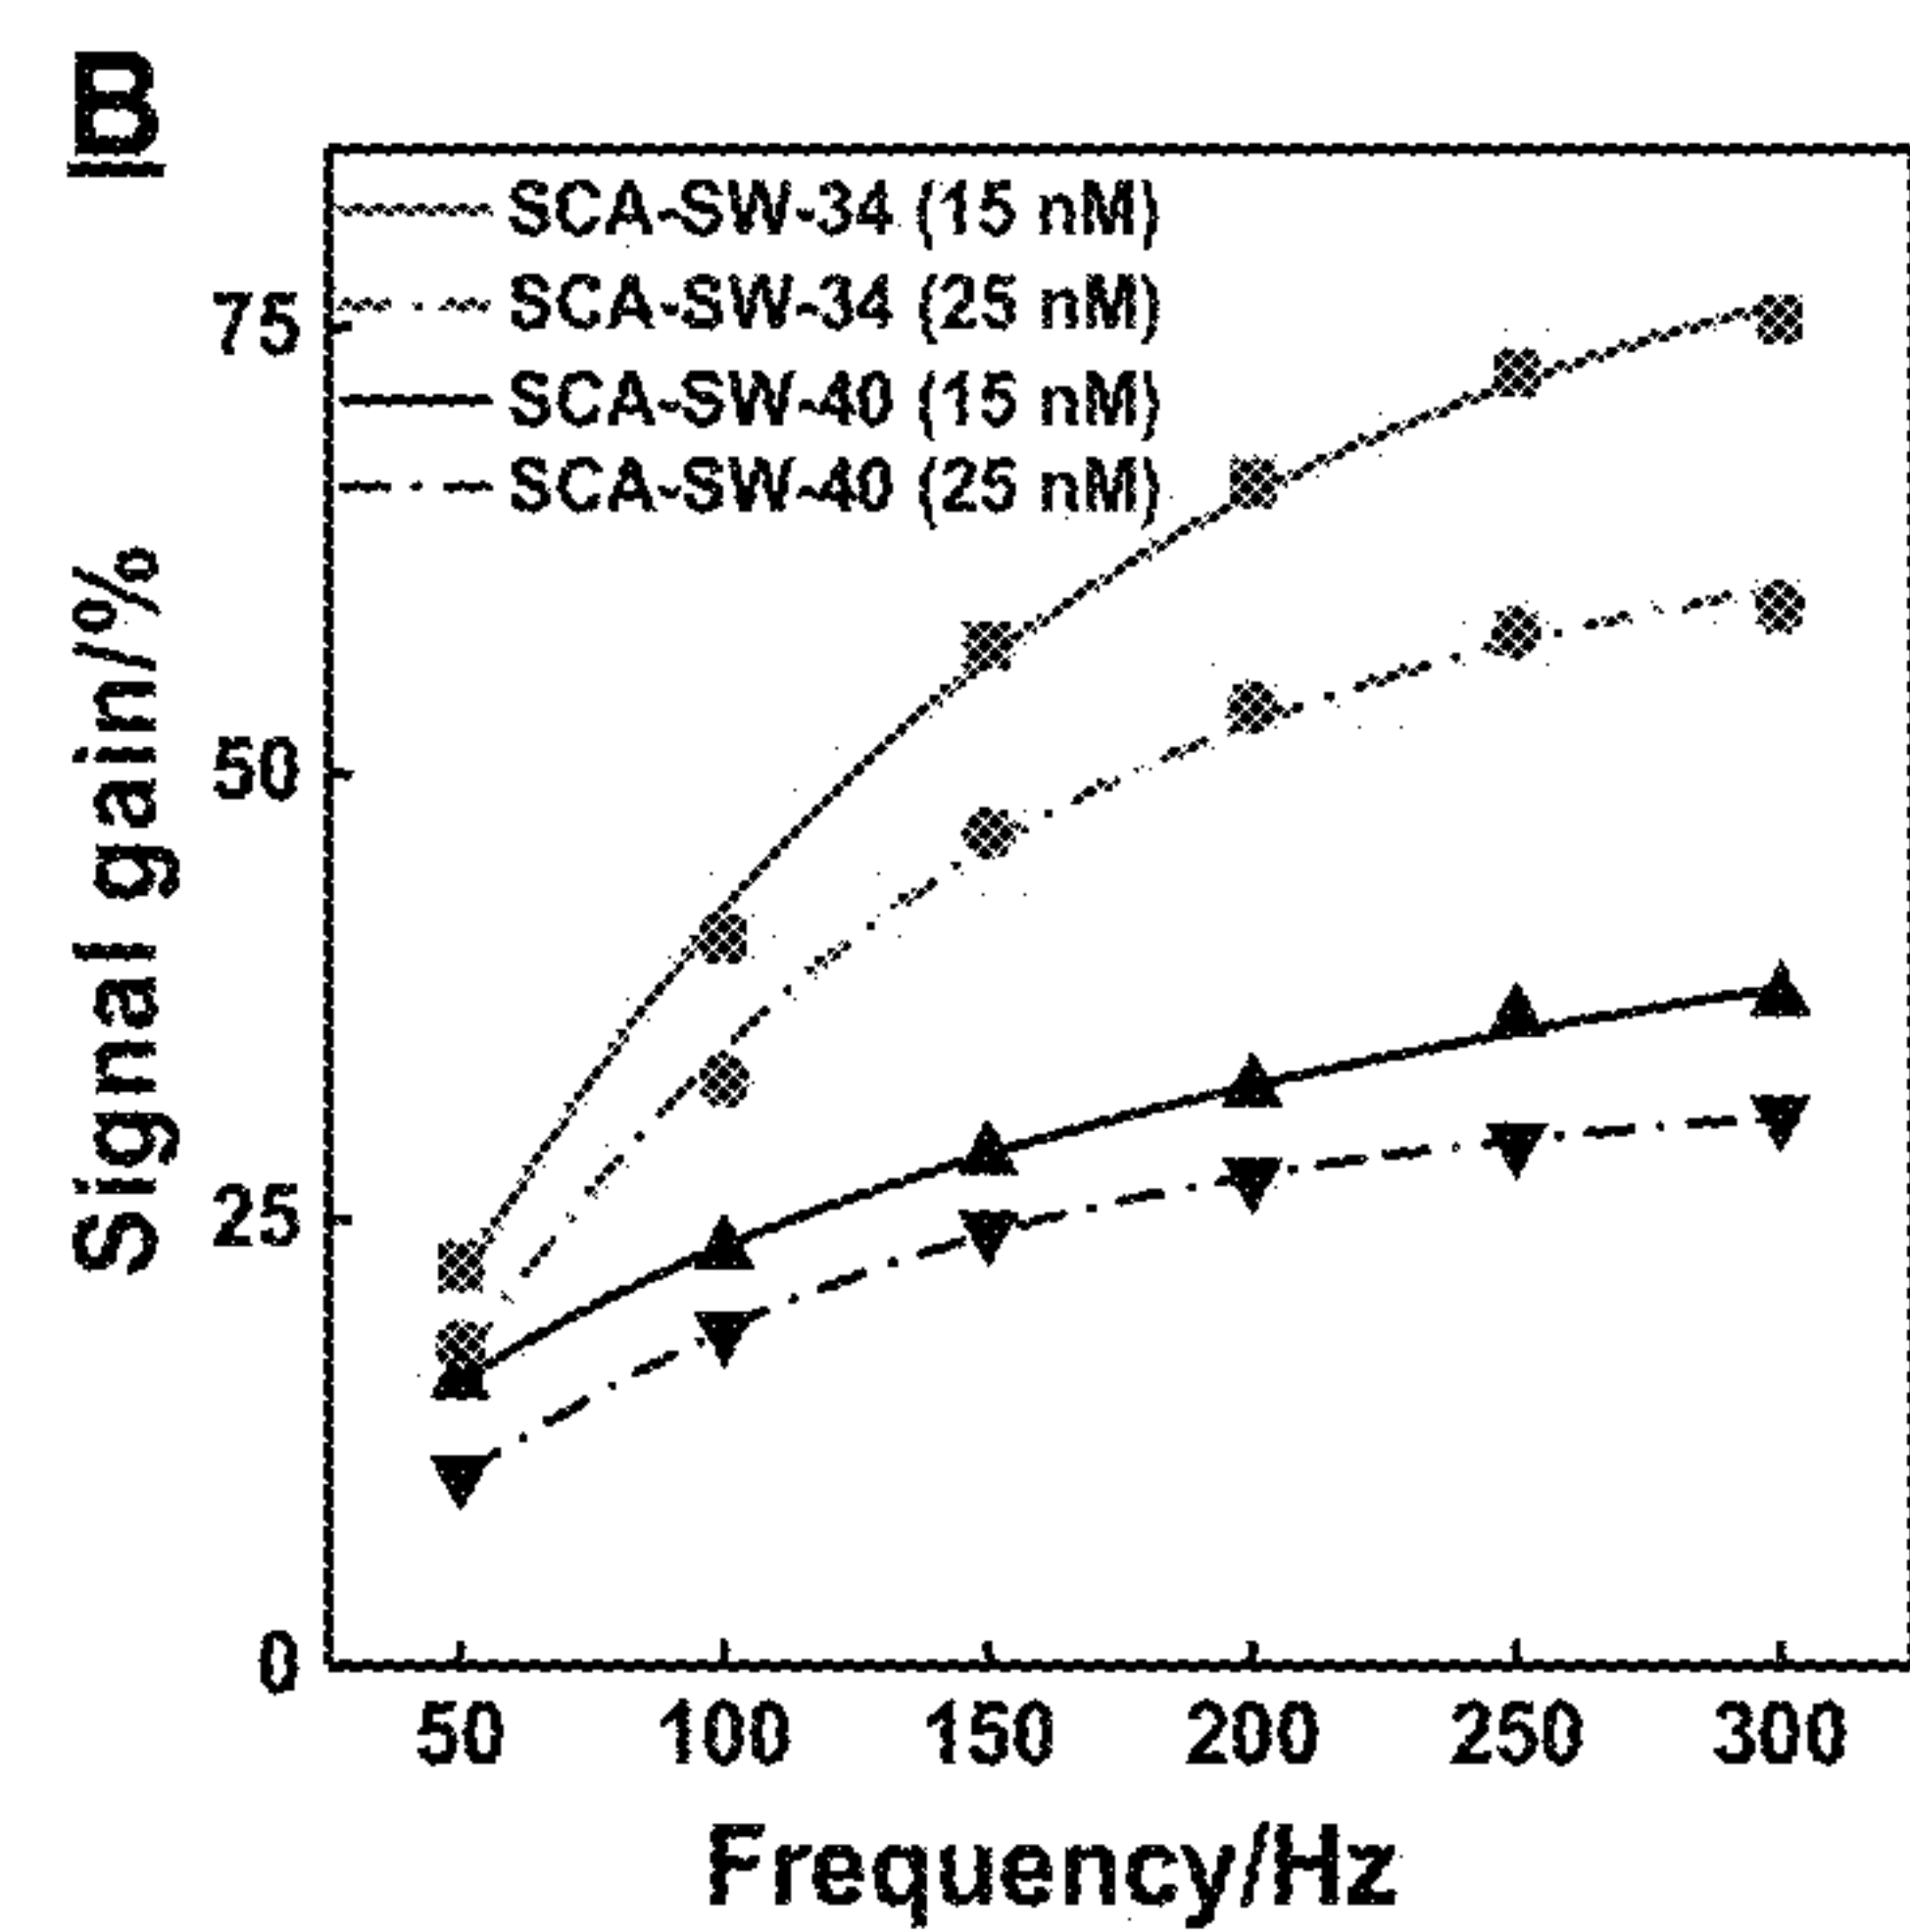 B
SCA-SW-34 (15 nM)
SCA-SW-34 (25 nM)
SCA-SW-40 (15 nM)
SCA-SW-40 (25 nM)
Signal gain/%
75
50
25
0
50 100 150 200 250 300
Frequency/Hz